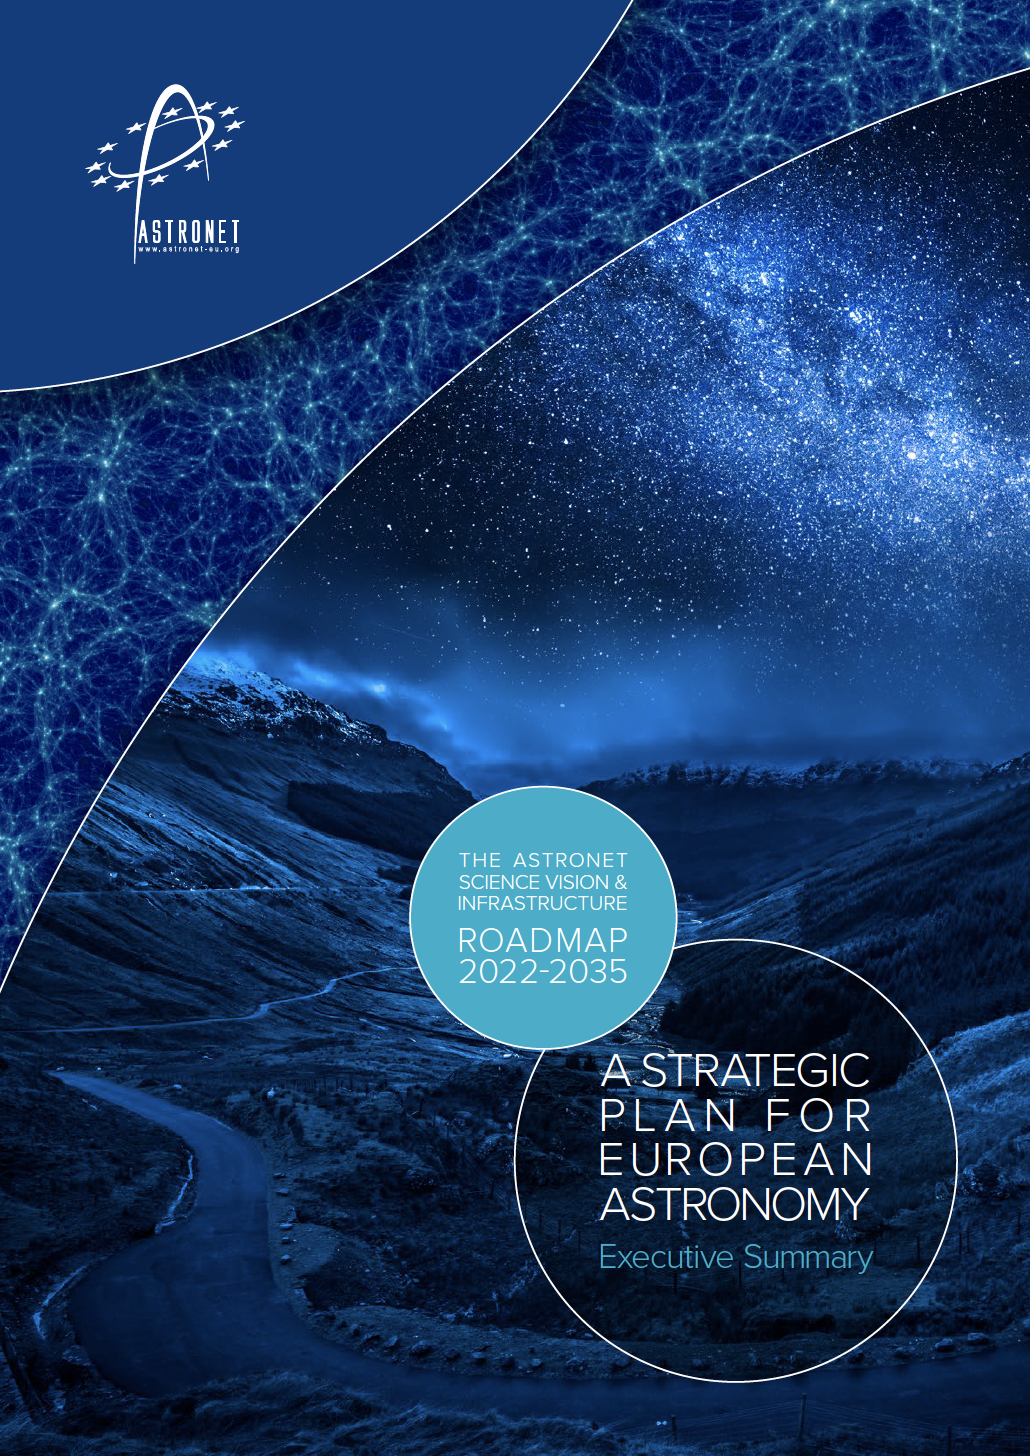 ASTRONET
www.astronet-eu.org
THE ASTRONET
SCIENCE VISION &
INFRASTRUCTURE
ROADMAP
2022-2035
A STRATEGIC
PLAN FOR
EUROPEAN
ASTRONOMY
Executive Summary